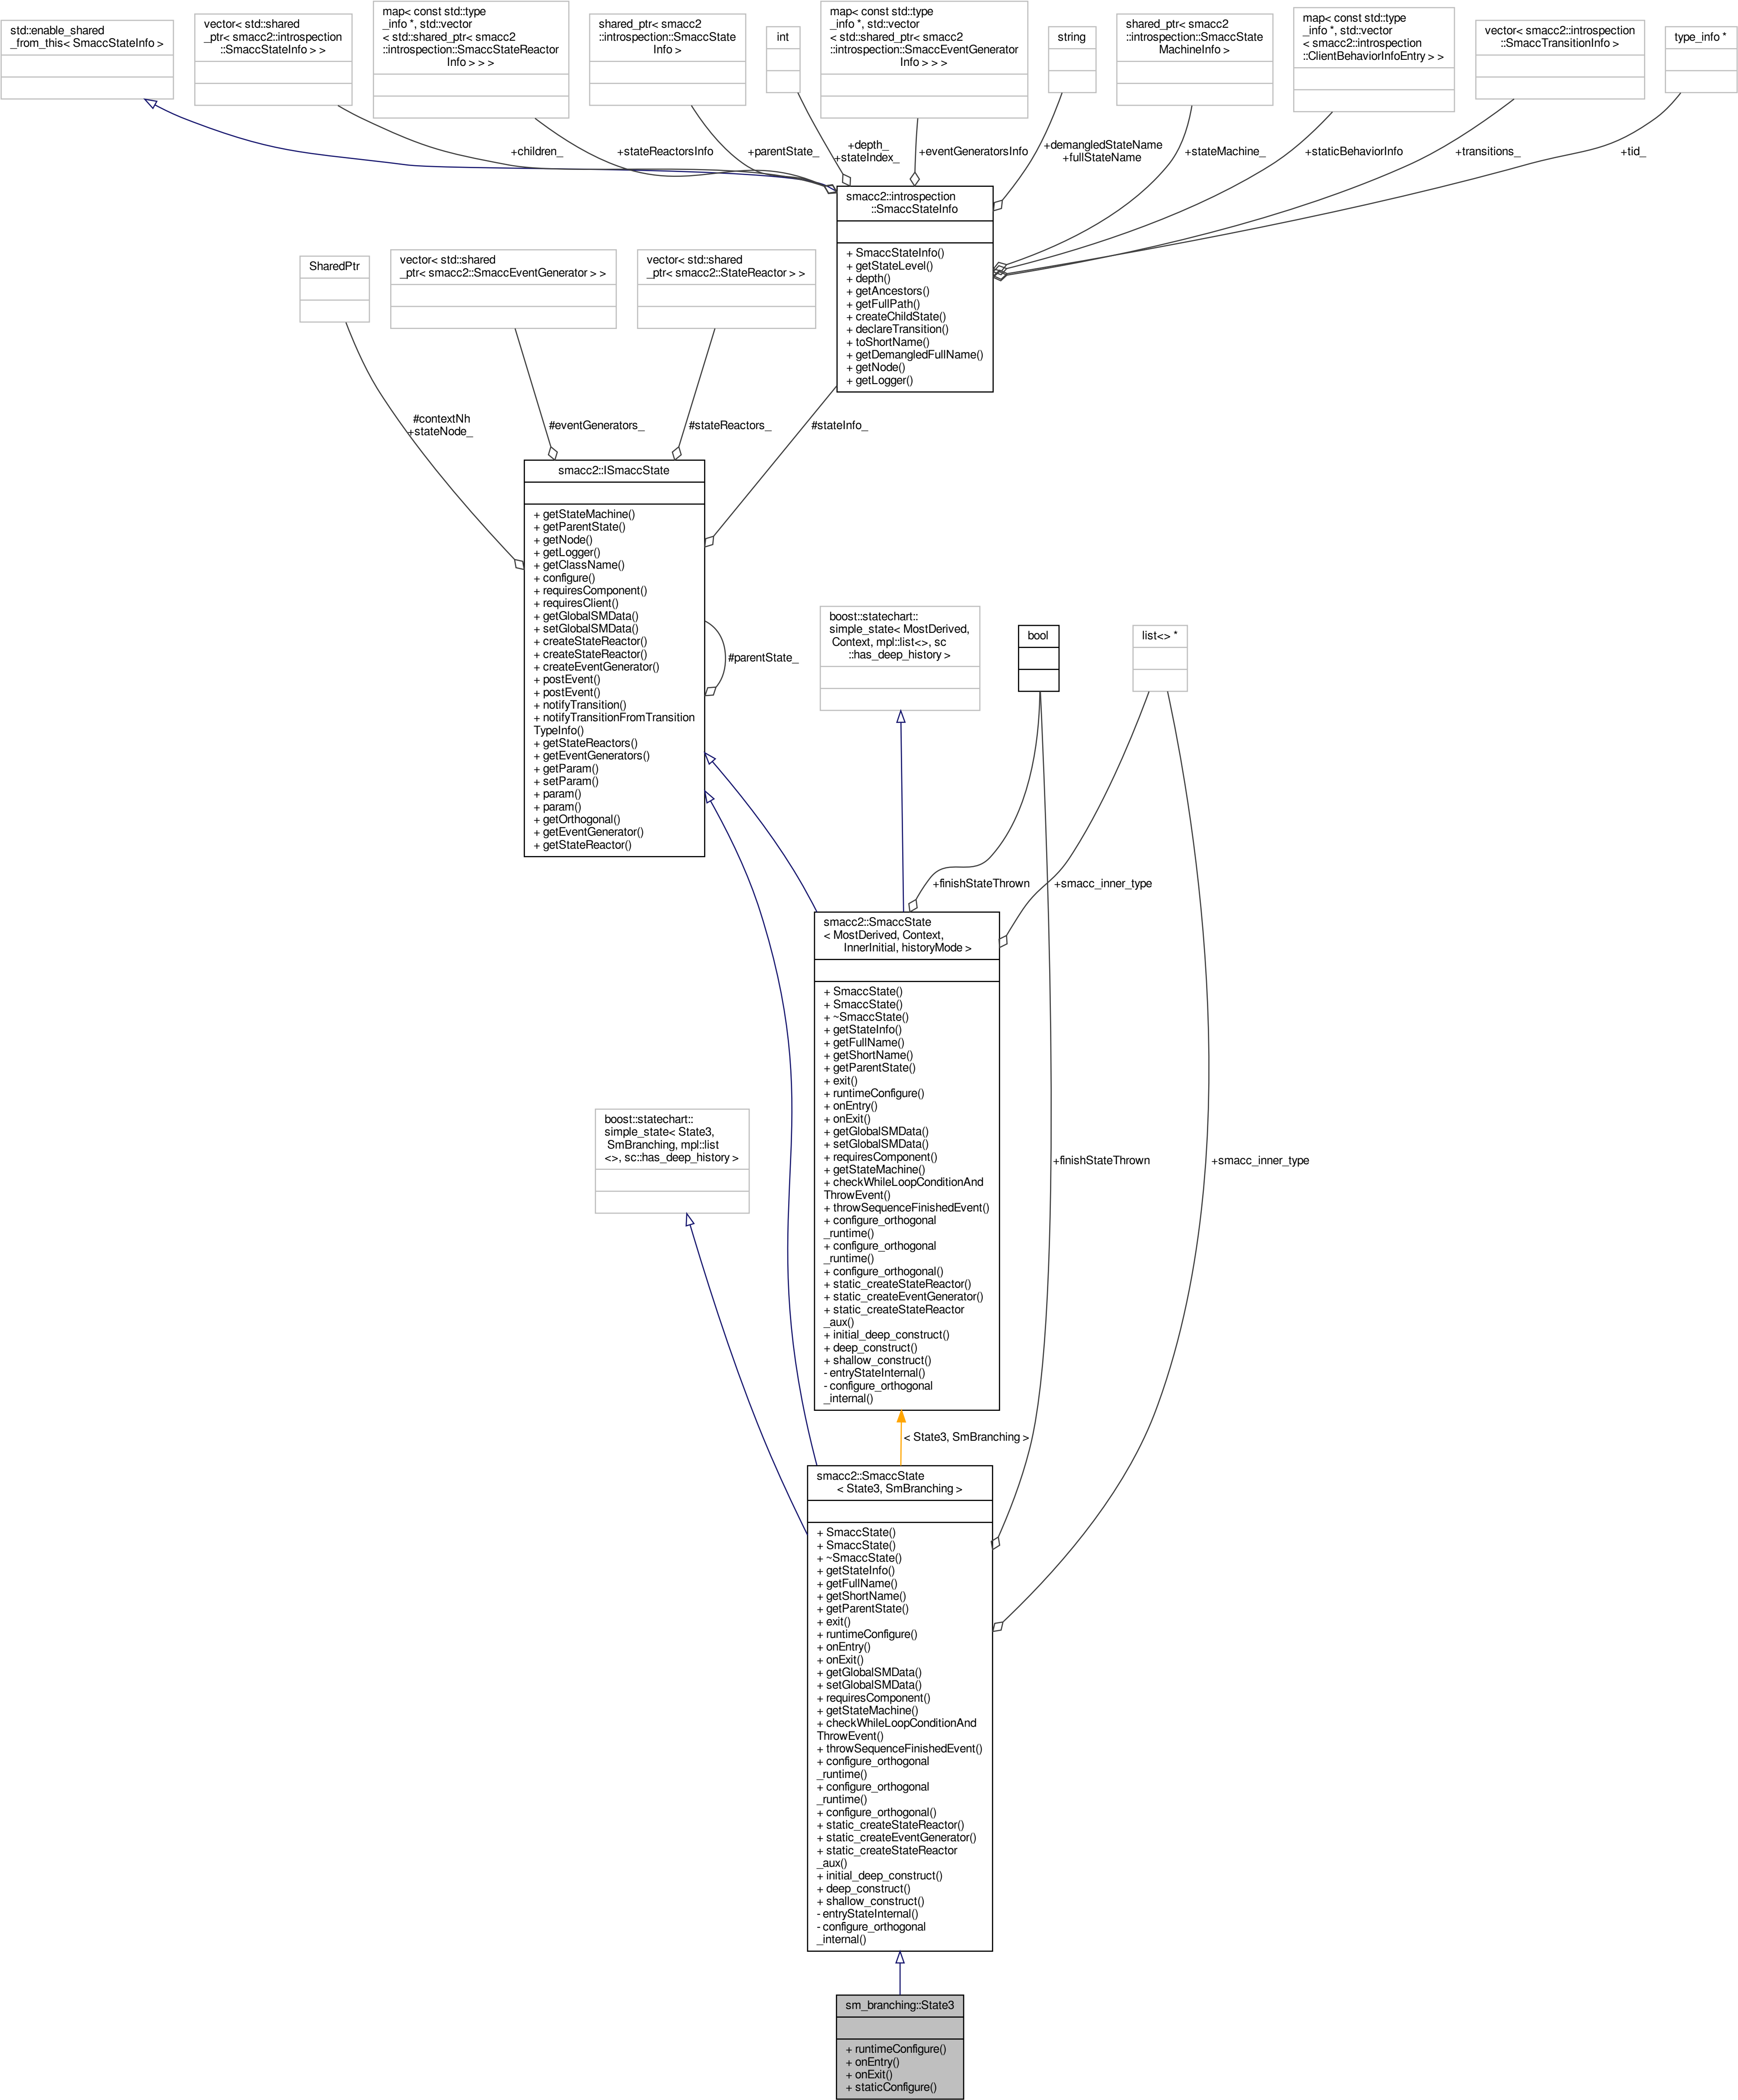 std::enable_shared
_from_this< SmaccStateInfo >
vector< std::shared
_ptr< smacc2::introspection
::SmaccStateInfo > >
map< const std::type
_info *, std::vector
< std::shared_ptr< smacc2
::introspection::SmaccStateReactor
Info > > >
shared_ptr< smacc2
::introspection::SmaccState
Info >
int
map< const std::type
_info *, std::vector
< std::shared_ptr< smacc2
::introspection::SmaccEventGenerator
Info > > >
string
shared_ptr< smacc2
::introspection::SmaccState
MachineInfo >
map< const std::type
_info *, std::vector
< smacc2::introspection
::ClientBehaviorInfoEntry > >
vector< smacc2::introspection
::SmaccTransitionInfo >
type_info *
+children_
+stateReactorsInfo
+parentState_
+depth_
+stateIndex_
+eventGeneratorsInfo
+demangledStateName
+fullStateName
+stateMachine_
+staticBehaviorInfo
+transitions_
+tid_
smacc2::introspection
::SmaccStateInfo
+ SmaccStateInfo()
+ getStateLevel()
+ depth()
+ getAncestors()
+ getFullPath()
+ createChildState()
+ declareTransition()
+ toShortName()
+ getDemangledFullName()
+ getNode()
+ getLogger()
SharedPtr
vector< std::shared
_ptr< smacc2::SmaccEventGenerator > >
vector< std::shared
_ptr< smacc2::StateReactor > >
#contextNh
+stateNode_
#eventGenerators_
#stateReactors_
#stateInfo_
smacc2::ISmaccState
+ getStateMachine()
+ getParentState()
+ getNode()
+ getLogger()
+ getClassName()
+ configure()
+ requiresComponent()
+ requiresClient()
+ getGlobalSMData()
+ setGlobalSMData()
+ createStateReactor()
+ createStateReactor()
+ createEventGenerator()
+ postEvent()
+ postEvent()
+ notifyTransition()
+ notifyTransitionFromTransition
TypeInfo()
+ getStateReactors()
+ getEventGenerators()
+ getParam()
+ setParam()
+ param()
+ param()
+ getOrthogonal()
+ getEventGenerator()
+ getStateReactor()
#parentState_
boost::statechart::
simple_state< MostDerived,
Context, mpl::list<>, sc
::has_deep_history >
bool
list<> *
+finishStateThrown
+smacc_inner_type
smacc2::SmaccState
< MostDerived, Context,
InnerInitial, historyMode >
+ SmaccState()
+ SmaccState()
+ ~SmaccState()
+ getStateInfo()
+ getFullName()
+ getShortName()
+ getParentState()
+ exit()
+ runtimeConfigure()
+ onEntry()
+ onExit()
+ getGlobalSMData()
+ setGlobalSMData()
+ requiresComponent()
+ getStateMachine()
+ checkWhileLoopConditionAnd
ThrowEvent()
+ throwSequenceFinishedEvent()
+ configure_orthogonal
_runtime()
+ configure_orthogonal
_runtime()
+ configure_orthogonal()
+ static_createStateReactor()
+ static_createEventGenerator()
+ static_createStateReactor
_aux()
+ initial_deep_construct()
+ deep_construct()
+ shallow_construct()
- entryStateInternal()
- configure_orthogonal
_internal()
boost::statechart::
simple_state< State3,
SmBranching, mpl::list
<>, sc::has_deep_history >
+finishStateThrown
+smacc_inner_type
< State3, SmBranching >
smacc2::SmaccState
< State3, SmBranching >
+ SmaccState()
+ SmaccState()
+ ~SmaccState()
+ getStateInfo()
+ getFullName()
+ getShortName()
+ getParentState()
+ exit()
+ runtimeConfigure()
+ onEntry()
+ onExit()
+ getGlobalSMData()
+ setGlobalSMData()
+ requiresComponent()
+ getStateMachine()
+ checkWhileLoopConditionAnd
ThrowEvent()
+ throwSequenceFinishedEvent()
+ configure_orthogonal
_runtime()
+ configure_orthogonal
_runtime()
+ configure_orthogonal()
+ static_createStateReactor()
+ static_createEventGenerator()
+ static_createStateReactor
_aux()
+ initial_deep_construct()
+ deep_construct()
+ shallow_construct()
- entryStateInternal()
- configure_orthogonal
_internal()
sm_branching::State3
+ runtimeConfigure()
+ onEntry()
+ onExit()
+ staticConfigure()